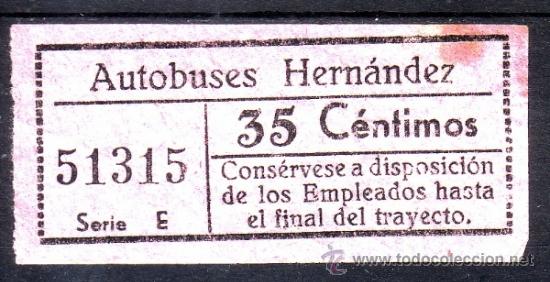 Autobuses Hernández
51315
Serie E
35 Céntimos
Consérvese a disposición
de los Empleados hasta
el final del trayecto.
www.todocoleccion.net